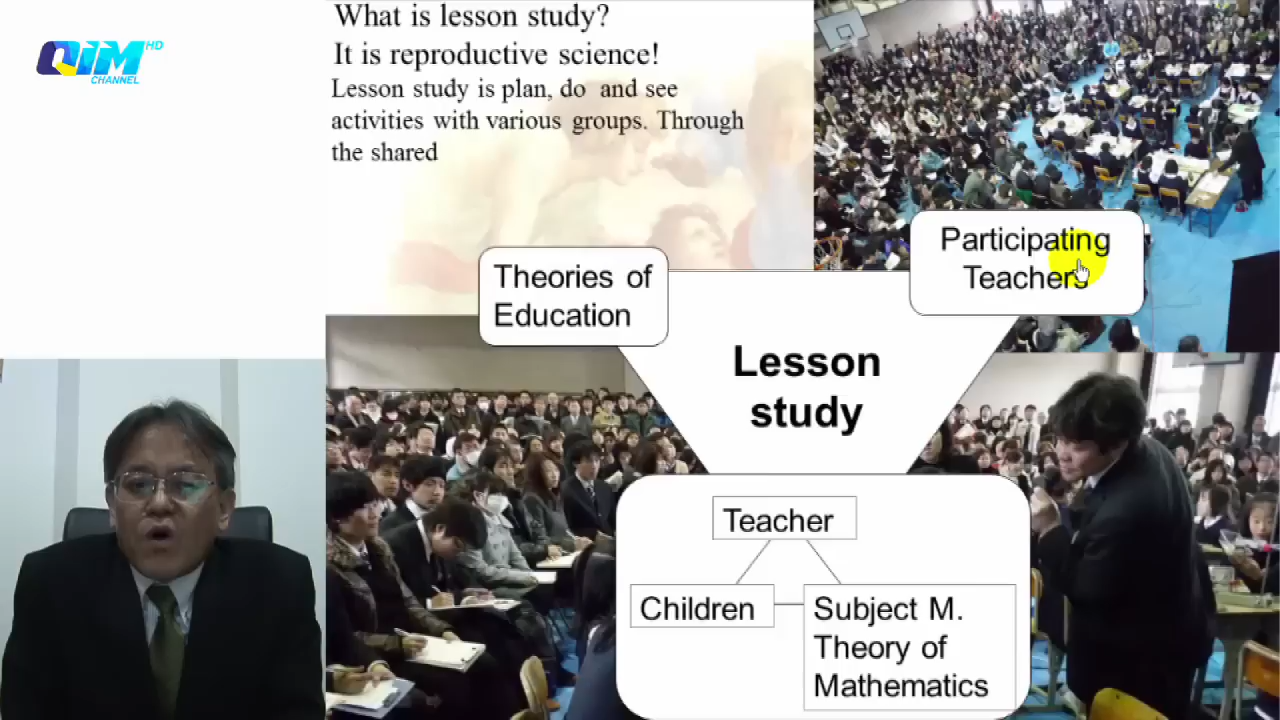 QIM HD
CHANNEL
What is lesson study?
It is reproductive science!
Lesson study is plan, do and see
activities with various groups. Through
the shared
Theories of
Education
Participating
Teachers
Lesson
study
Teacher
Children
Subject M.
Theory of
Mathematics